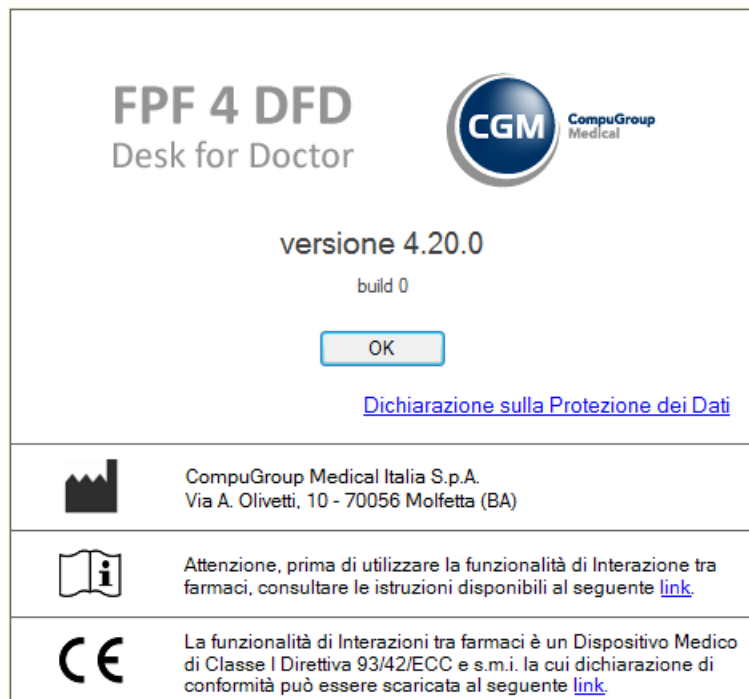 FPF 4 DFD
Desk for Doctor
CGM
CompuGroup
Medical
versione 4.20.0
build 0
OK
Dichiarazione sulla Protezione dei Dati
CompuGroup Medical Italia S.p.A.
Via A. Olivetti, 10 - 70056 Molfetta (BA)
i
Attenzione, prima di utilizzare la funzionalità di Interazione tra
farmaci, consultare le istruzioni disponibili al seguente link.
CE
La funzionalità di Interazioni tra farmaci è un Dispositivo Medico
di Classe I Direttiva 93/42/ECC e s.m.i. la cui dichiarazione di
conformità può essere scaricata al seguente link.